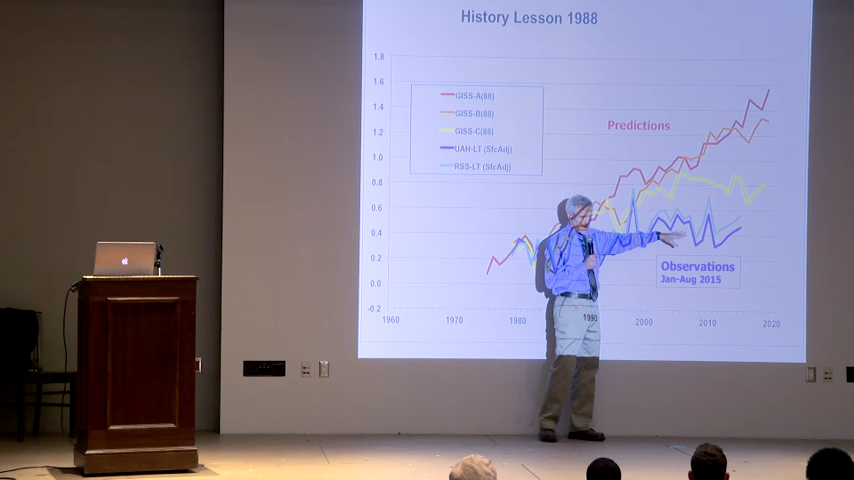 History Lesson 1988
1.8
1.6
1.4
1.2
1.0
0.8
0.6
0.4
0.2
0.0
-0.2
GISS-A(88)
GISS-B(88)
GISS-C(88)
UAH-LT (SfcAdj)
RSS-LT (SfcAdj)
Predictions
Observations
Jan-Aug 2015
1960 1970 1980 1990 2000 2010 2020